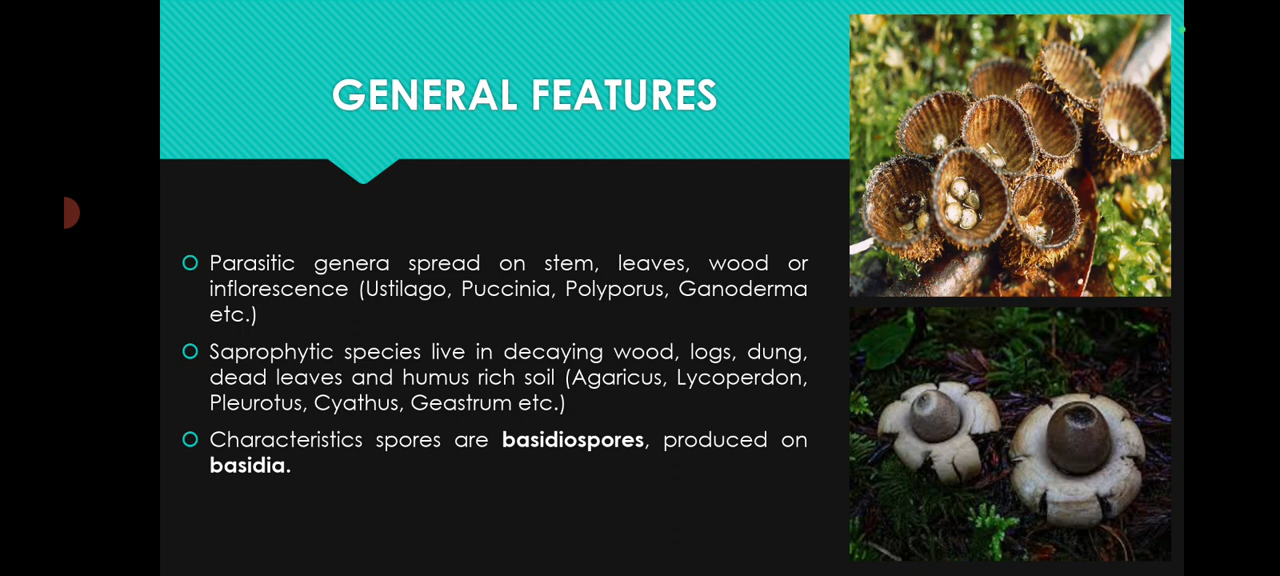 GENERAL FEATURES
Parasitic genera spread on stem, leaves, wood or
inflorescence (Ustilago, Puccinia, Polyporus, Ganoderma
etc.)
Saprophytic species live in decaying wood, logs, dung,
dead leaves and humus rich soil (Agaricus, Lycoperdon,
Pleurotus, Cyathus, Geastrum etc.)
Characteristics spores are basidiospores, produced on
basidia.